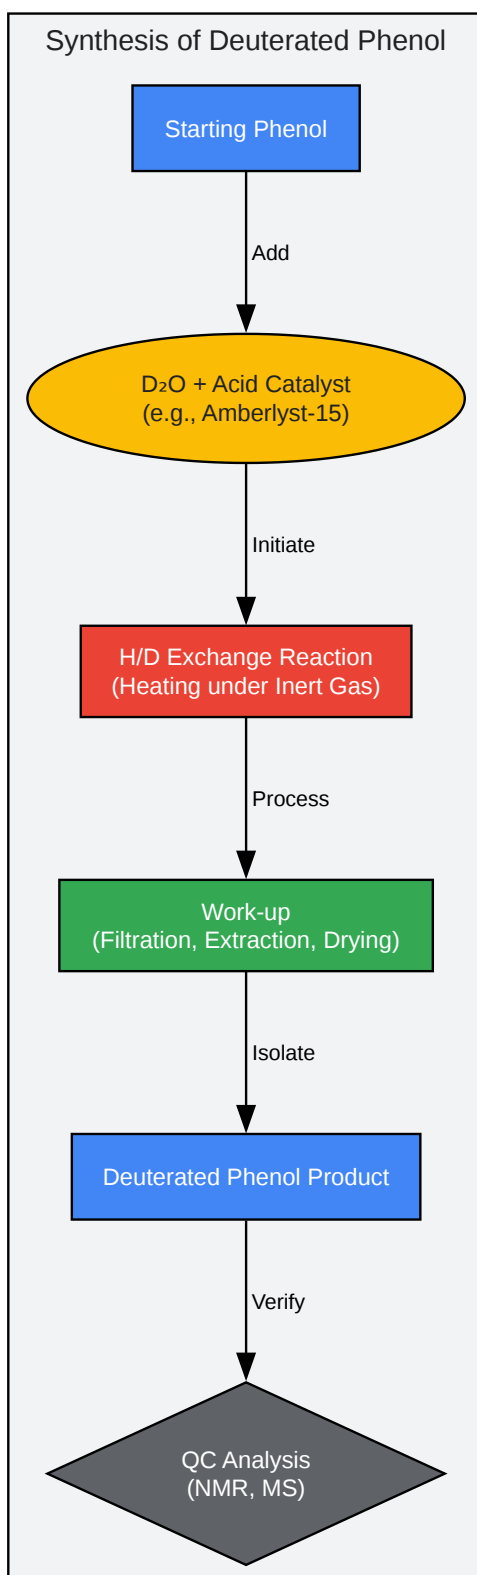 Synthesis of Deuterated Phenol
Starting Phenol
Add
D₂O + Acid Catalyst
(e.g., Amberlyst-15)
Initiate
H/D Exchange Reaction
(Heating under Inert Gas)
Process
Work-up
(Filtration, Extraction, Drying)
Isolate
Deuterated Phenol Product
Verify
QC Analysis
(NMR, MS)